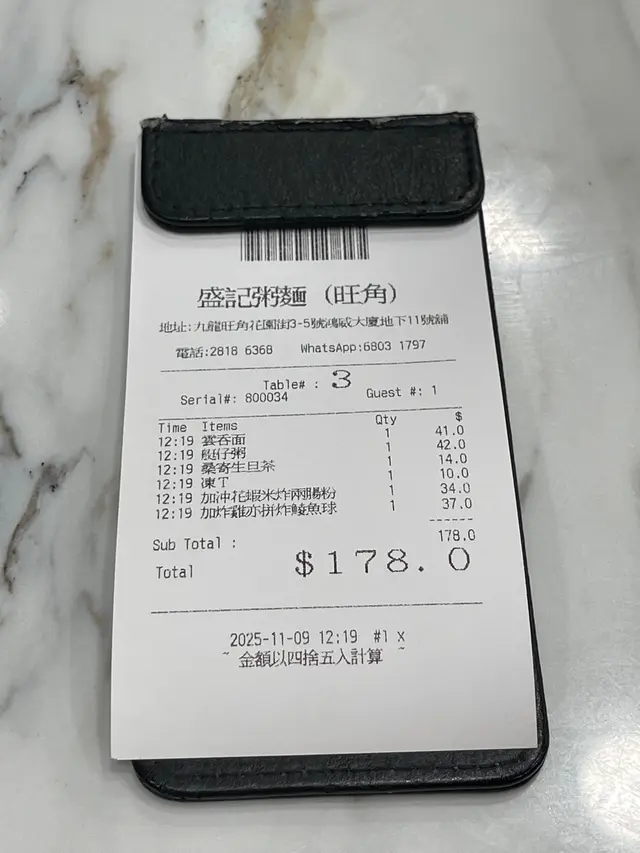 盛記粥麵 (旺角)
地址:九龍旺角花園街3-5號鴻威大廈地下11號舖
電話:2818 6368 WhatsApp:6803 1797
Table# : 3
Serial#: 800034 Guest #: 1
Time Items Qty $
12:19 雲呑面 1 41.0
12:19 艇仔粥 1 42.0
12:19 桑寄生旦茶 1 14.0
12:19 凍T 1 10.0
12:19 加沖花蝦米炸兩腸粉 1 34.0
12:19 加炸雞亦拼炸鯪魚球 1 37.0
------
Sub Total : 178.0
Total $178.0
2025-11-09 12:19 #1 x
~ 金額以四捨五入計算 ~